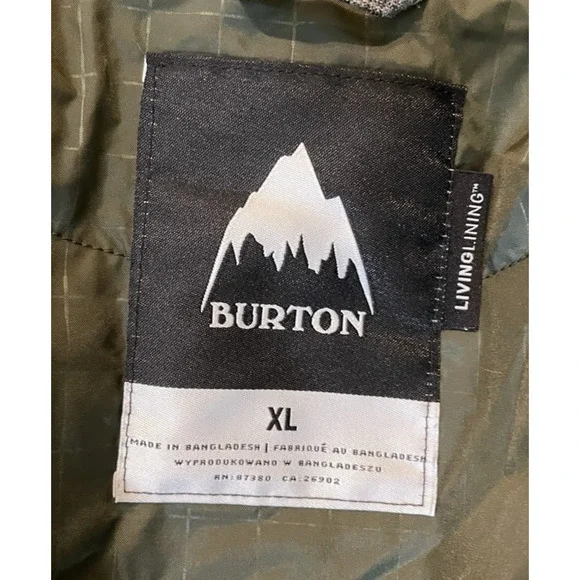 BURTON
LIVINGLINING™
XL
MADE IN BANGLADESH | FABRIQUÉ AU BANGLADESH
WYPRODUKOWANO W BANGLADESZU
RN: 87380 CA: 26902